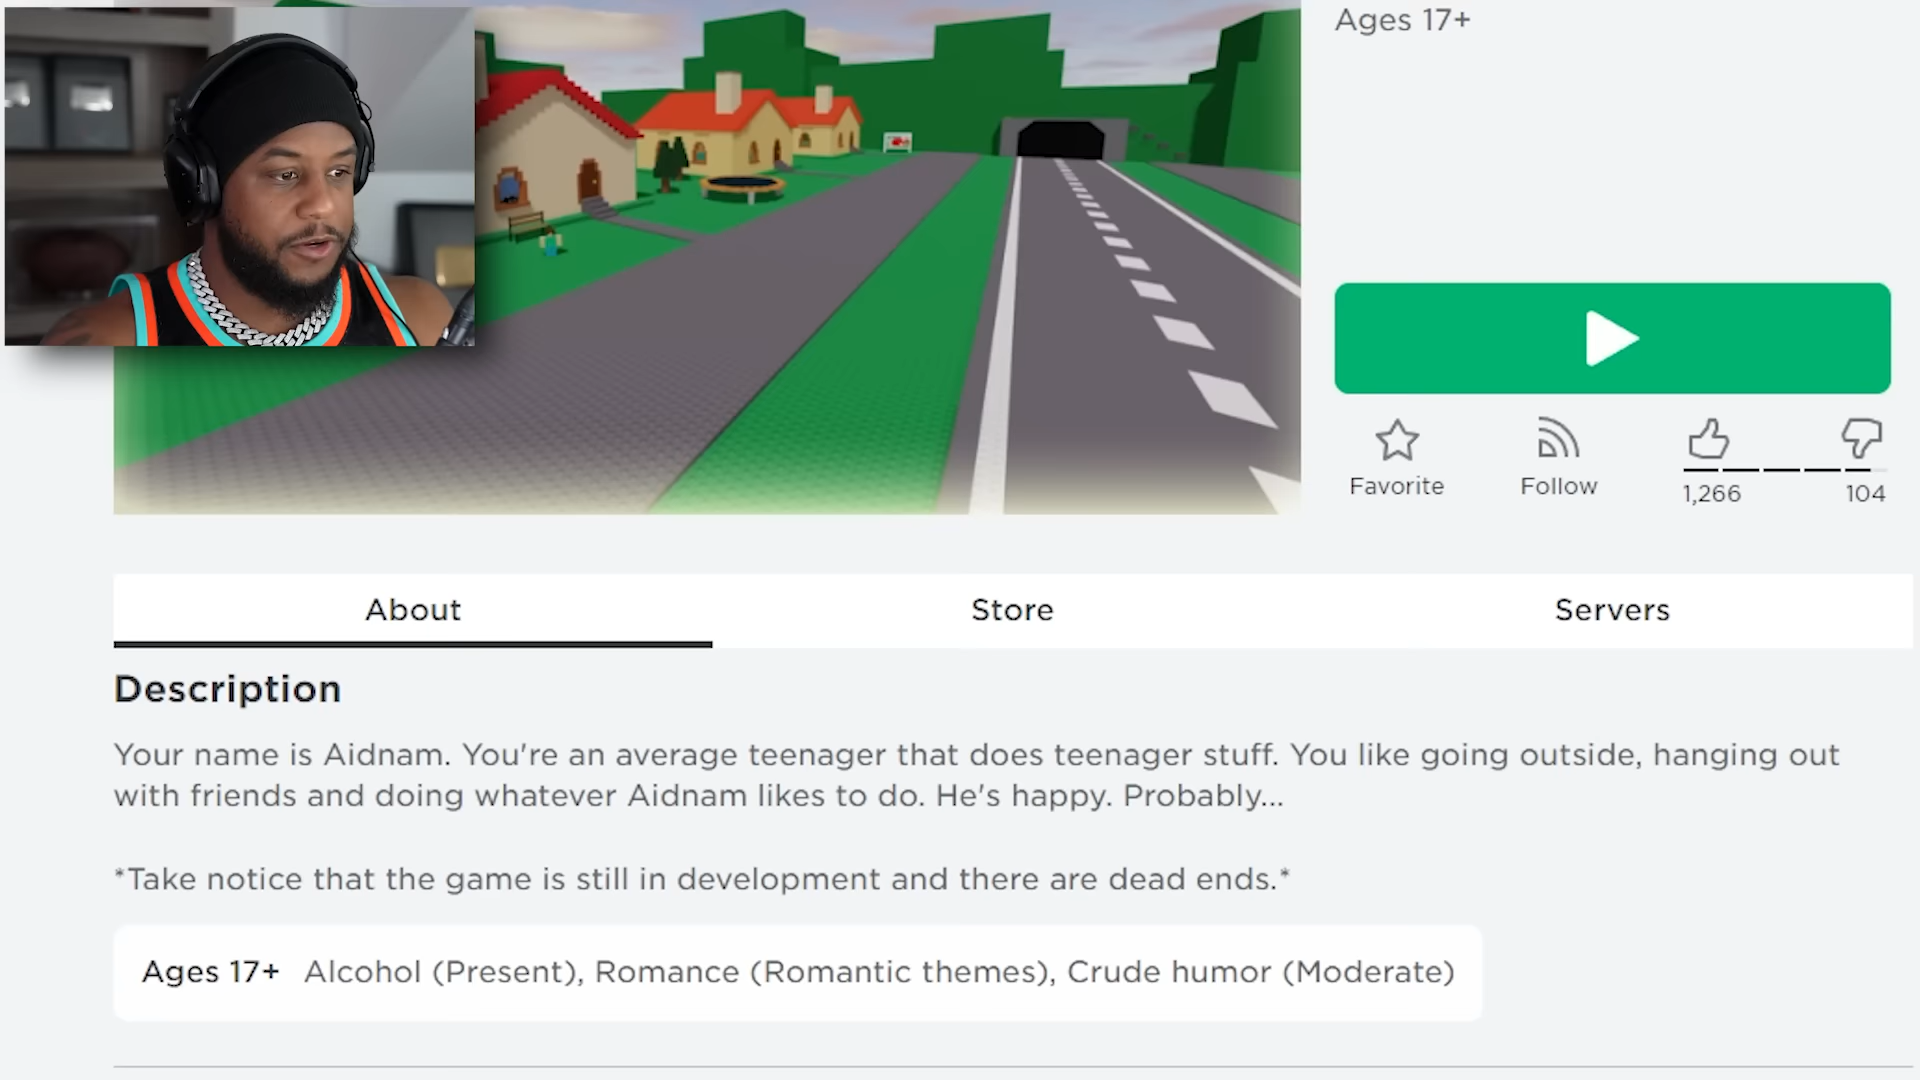 Ages 17+
Favorite
Follow
1,266
104
About
Store
Servers
Description
Your name is Aidnam. You're an average teenager that does teenager stuff. You like going outside, hanging out
with friends and doing whatever Aidnam likes to do. He's happy. Probably...
*Take notice that the game is still in development and there are dead ends.*
Ages 17+ Alcohol (Present), Romance (Romantic themes), Crude humor (Moderate)